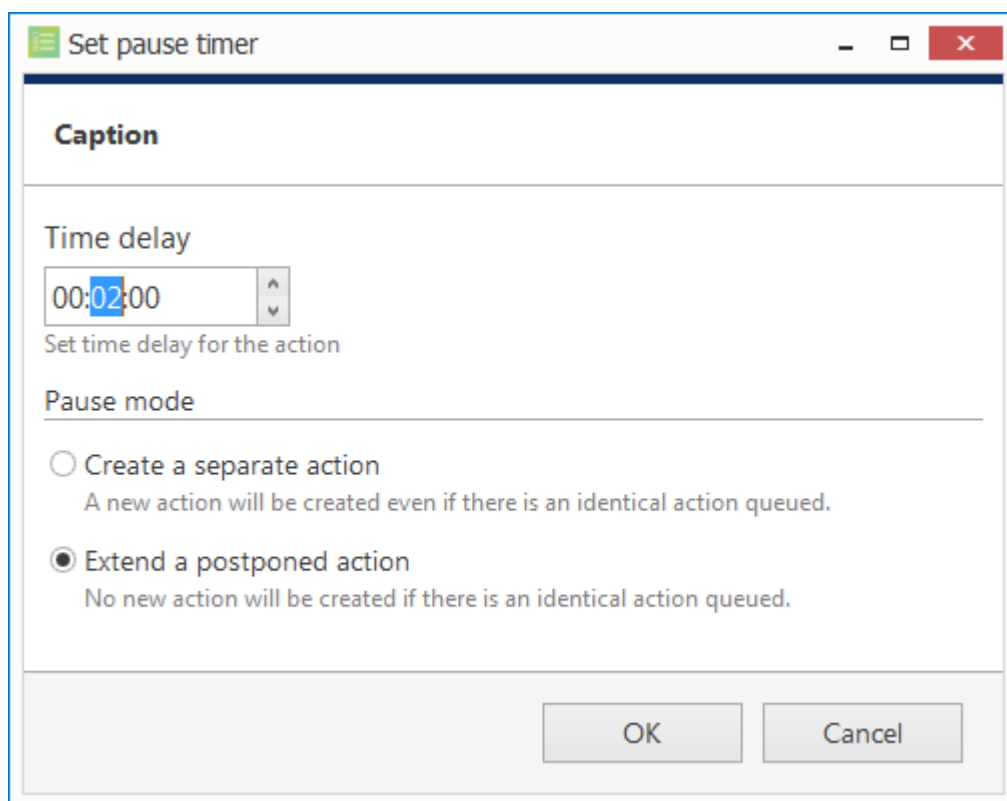 Set pause timer
Caption
Time delay
00:02:00
Set time delay for the action
Pause mode
Create a separate action
A new action will be created even if there is an identical action queued.
Extend a postponed action
No new action will be created if there is an identical action queued.
OK
Cancel